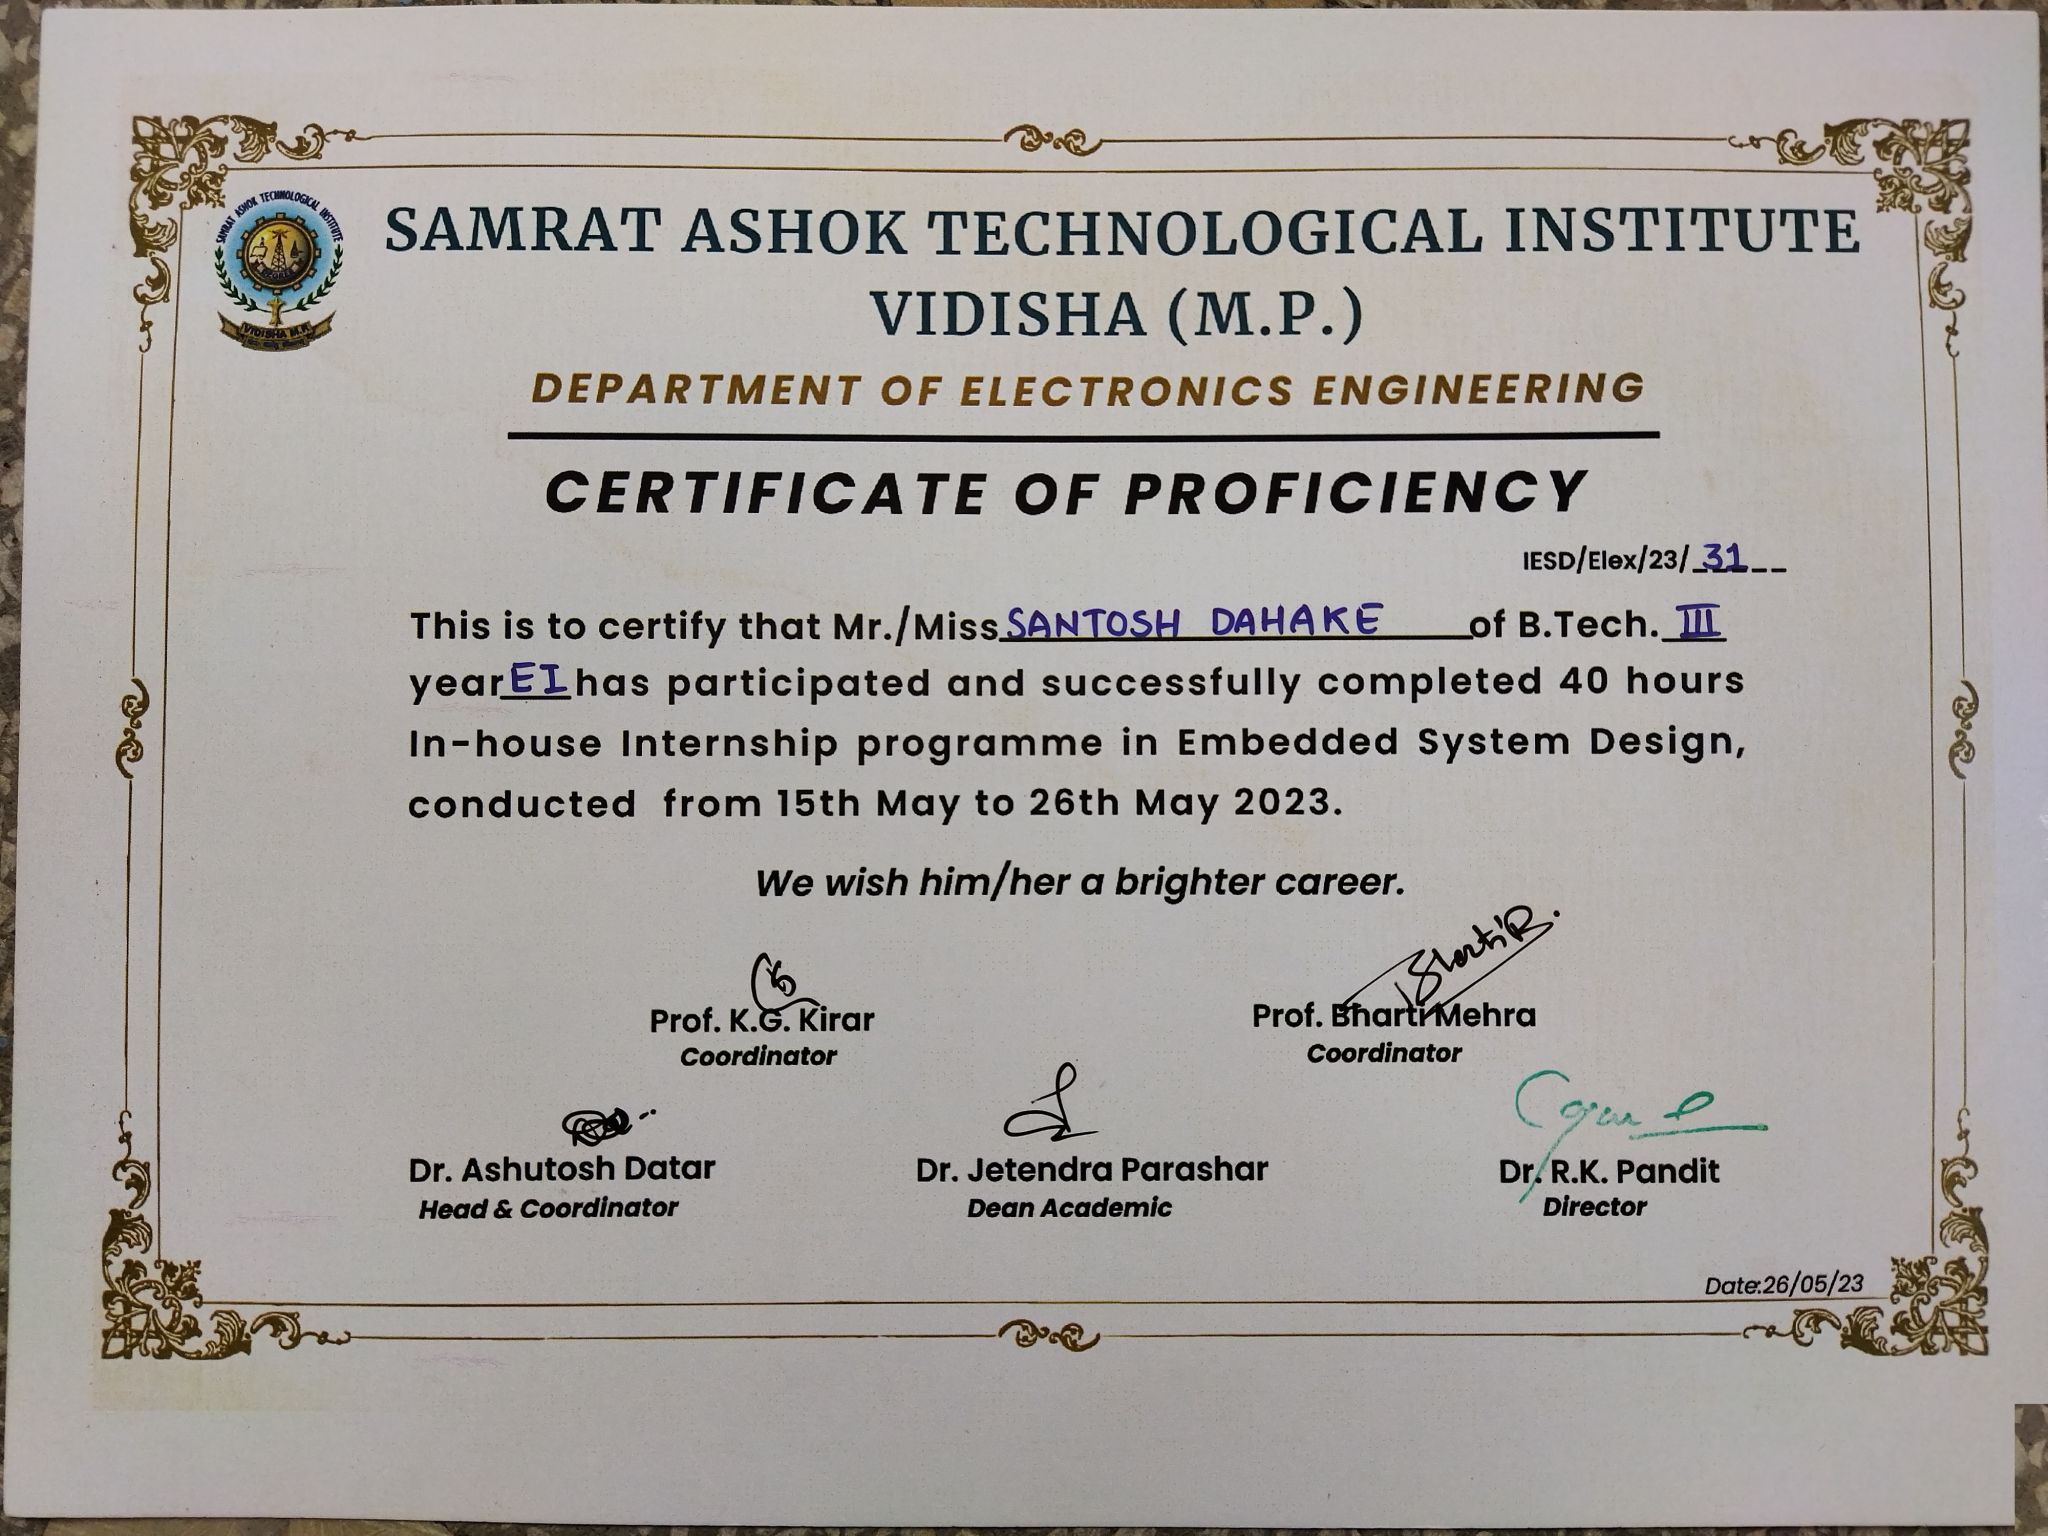 SAMRAT ASHOK TECHNOLOGICAL INSTITUTE
VIDISHA M.P.
SAMRAT ASHOK TECHNOLOGICAL INSTITUTE
VIDISHA (M.P.)
DEPARTMENT OF ELECTRONICS ENGINEERING
CERTIFICATE OF PROFICIENCY
IESD/Elex/23/ 31
This is to certify that Mr./Miss SANTOSH DAHAKE of B.Tech. III
year EI has participated and successfully completed 40 hours
In-house Internship programme in Embedded System Design,
conducted from 15th May to 26th May 2023.
We wish him/her a brighter career.
Prof. K.G. Kirar
Coordinator
Prof. Bharti Mehra
Coordinator
Dr. Ashutosh Datar
Head & Coordinator
Dr. Jetendra Parashar
Dean Academic
Dr. R.K. Pandit
Director
Date:26/05/23